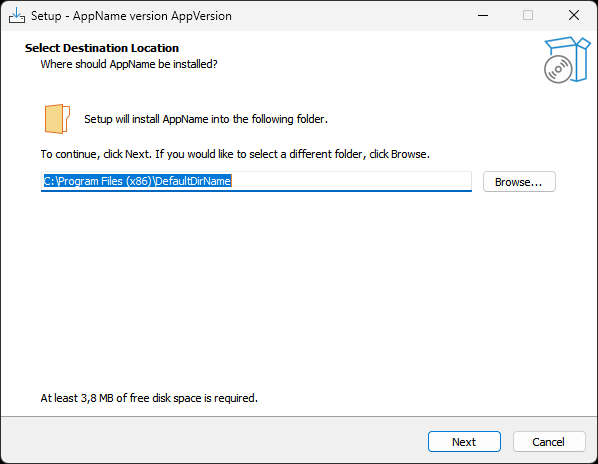 Setup - AppName version AppVersion
Select Destination Location
Where should AppName be installed?
Setup will install AppName into the following folder.
To continue, click Next. If you would like to select a different folder, click Browse.
C:\Program Files (x86)\DefaultDirName
Browse...
At least 3,8 MB of free disk space is required.
Next
Cancel